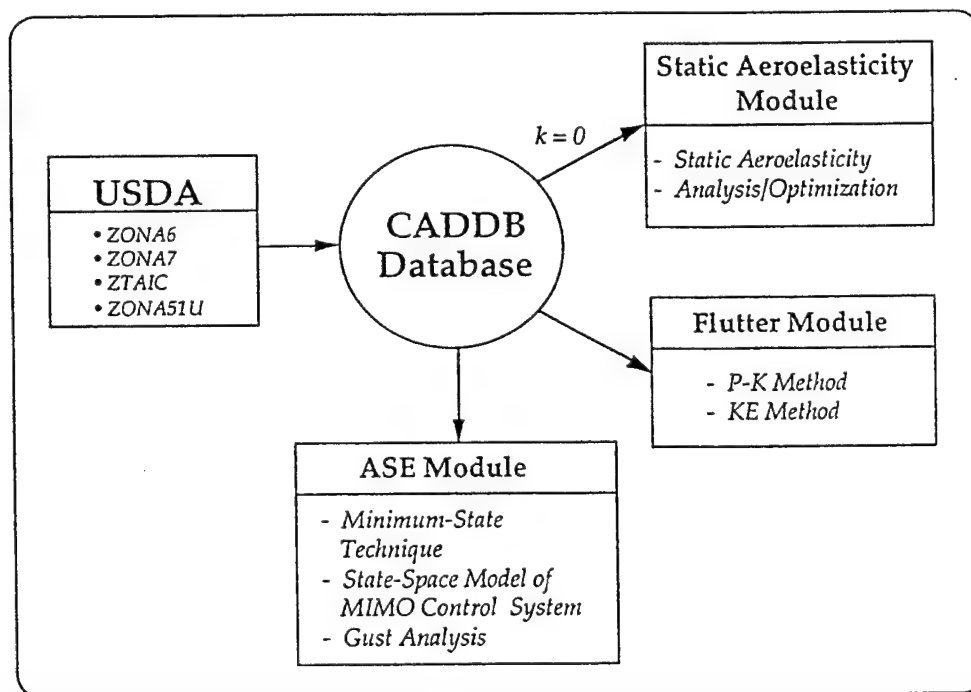 USDA
• ZONA6
• ZONA7
• ZTAIC
• ZONA51U
CADDB
Database
k = 0
Static Aeroelasticity
Module
- Static Aeroelasticity
- Analysis/Optimization
Flutter Module
- P-K Method
- KE Method
ASE Module
- Minimum-State
Technique
- State-Space Model of
MIMO Control System
- Gust Analysis